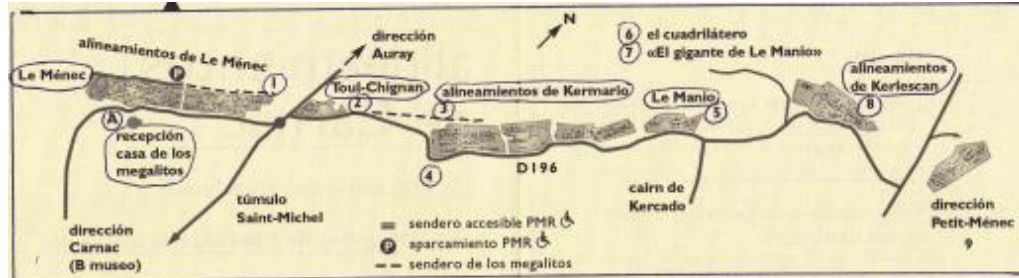 N
dirección
Auray
6 el cuadrilátero
7 «El gigante de Le Manio»
alineamientos de Le Ménec
P
Le Ménec
1
Toul-Chignan
2
3
alineamientos de Kermario
Le Manio
5
alineamientos
de Kerlescan
8
A
recepción
casa de los
megalitos
4
D196
túmulo
Saint-Michel
cairn de
Kercado
dirección
Carnac
(B museo)
dirección
Petit-Ménec
9
sendero accesible PMR
P aparcamiento PMR
sendero de los megalitos